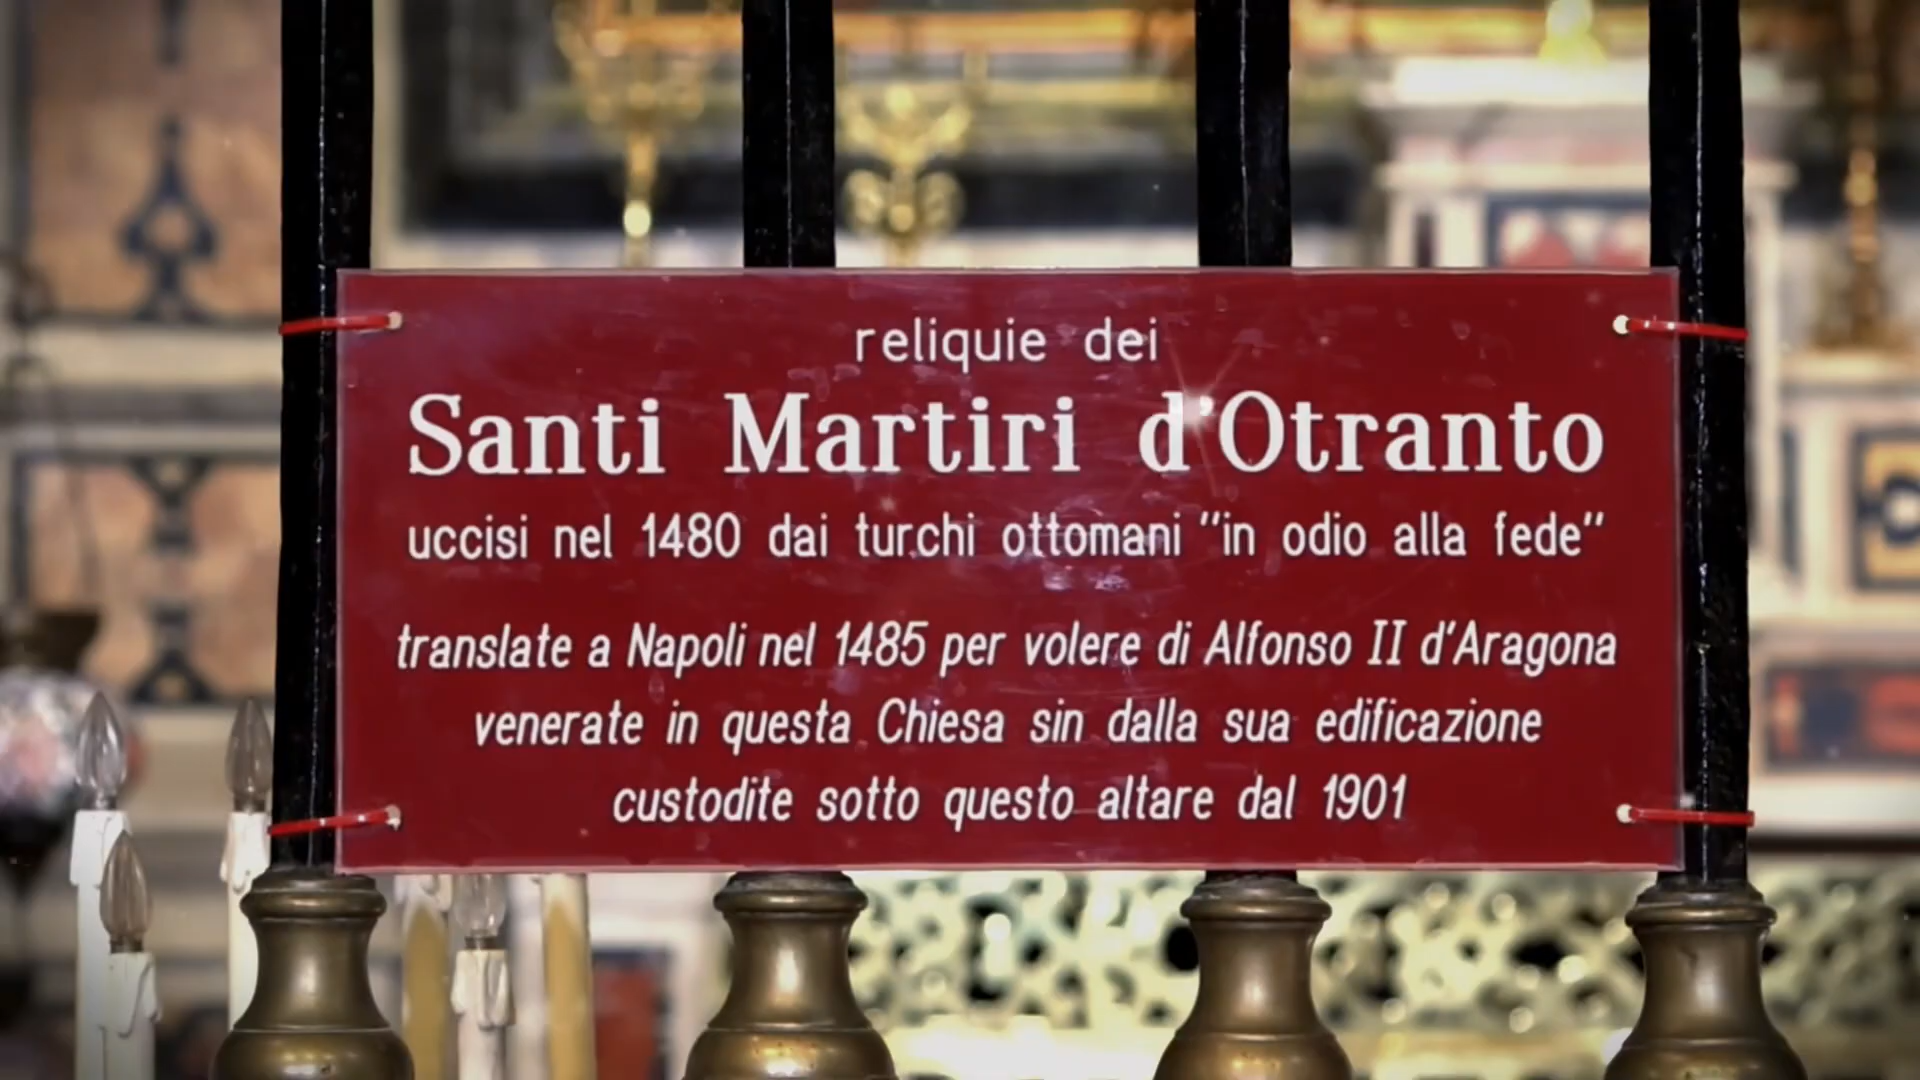 reliquie dei
Santi Martiri d'Otranto
uccisi nel 1480 dai turchi ottomani "in odio alla fede"
translate a Napoli nel 1485 per volere di Alfonso II d'Aragona
venerate in questa Chiesa sin dalla sua edificazione
custodite sotto questo altare dal 1901